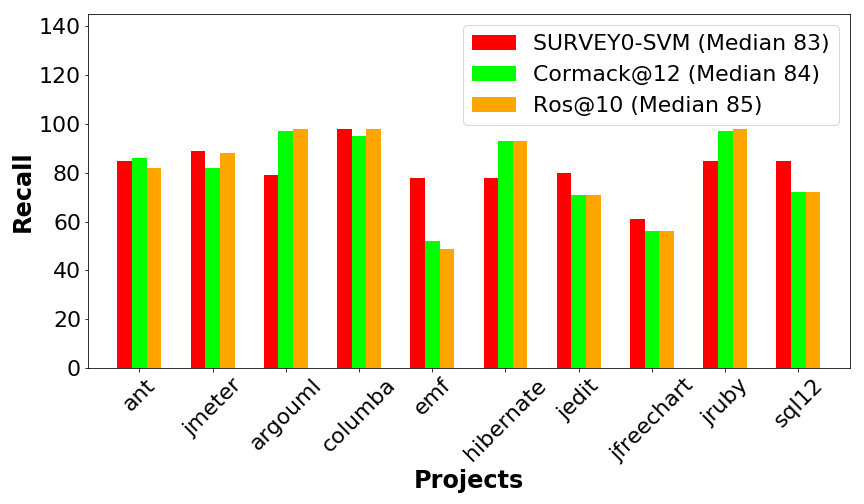 SURVEY0-SVM (Median 83)
Cormack@12 (Median 84)
Ros@10 (Median 85)
Recall
140
120
100
80
60
40
20
0
ant
jmeter
argouml
columba
emf
hibernate
jedit
jfreechart
jruby
sql12
Projects